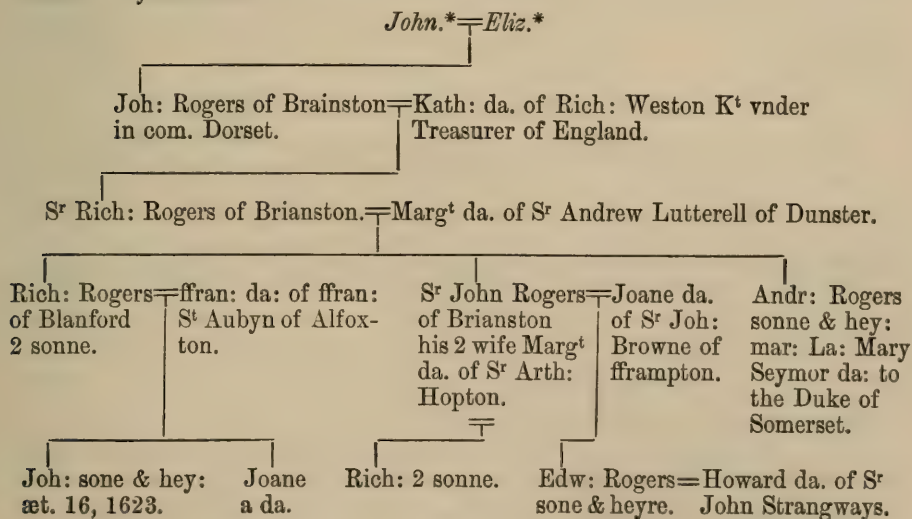 John.* Eliz.*
Joh: Rogers of Brainston
in com. Dorset.
Kath: da. of Rich: Weston Kᵗ vnder
Treasurer of England.
Sʳ Rich: Rogers of Brianston. Margᵗ da. of Sʳ Andrew Lutterell of Dunster.
Rich: Rogers
of Blanford
2 sonne.
ffran: da: of ffran:
Sᵗ Aubyn of Alfox-
ton.
Sʳ John Rogers
of Brianston
his 2 wife Margᵗ
da. of Sʳ Arth:
Hopton.
Joane da.
of Sʳ Joh:
Browne of
fframpton.
Andr: Rogers
sonne & hey:
mar: La: Mary
Seymor da: to
the Duke of
Somerset.
Joh: sone & hey:
æt. 16, 1623.
Joane
a da.
Rich: 2 sonne.
Edw: Rogers
sone & heyre.
Howard da. of Sʳ
John Strangways.